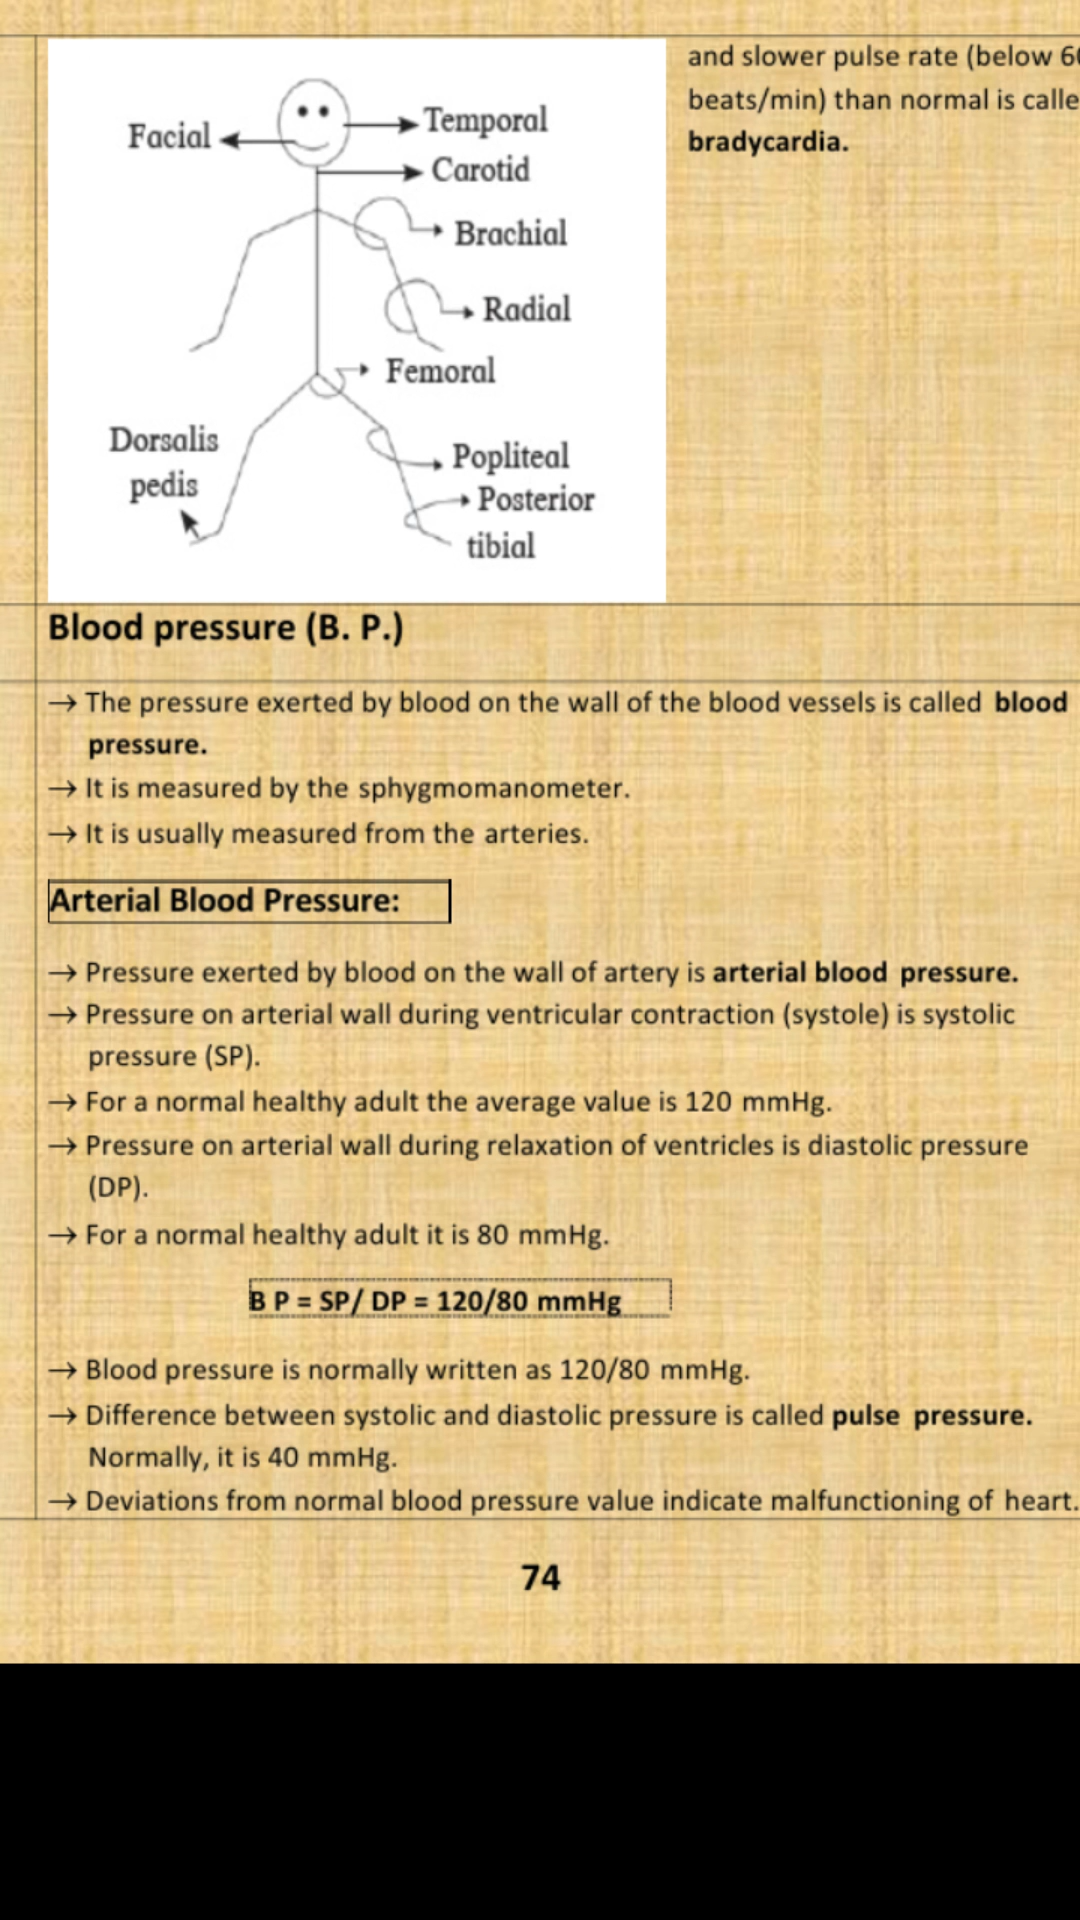 and slower pulse rate (below
beats/min) than normal is
bradycardia.
Facial
Temporal
Carotid
Brachial
Radial
Femoral
Dorsalis
pedis
Popliteal
Posterior
tibial
Blood pressure (B. P.)
→ The pressure exerted by blood on the wall of the blood vessels is called blood
pressure.
→ It is measured by the sphygmomanometer.
→ It is usually measured from the arteries.
Arterial Blood Pressure:
→ Pressure exerted by blood on the wall of artery is arterial blood pressure.
→ Pressure on arterial wall during ventricular contraction (systole) is systolic
pressure (SP).
→ For a normal healthy adult the average value is 120 mmHg.
→ Pressure on arterial wall during relaxation of ventricles is diastolic pressure
(DP).
→ For a normal healthy adult it is 80 mmHg.
B P = SP/ DP = 120/80 mmHg
→ Blood pressure is normally written as 120/80 mmHg.
→ Difference between systolic and diastolic pressure is called pulse pressure.
Normally, it is 40 mmHg.
→ Deviations from normal blood pressure value indicate malfunctioning of heart.
74